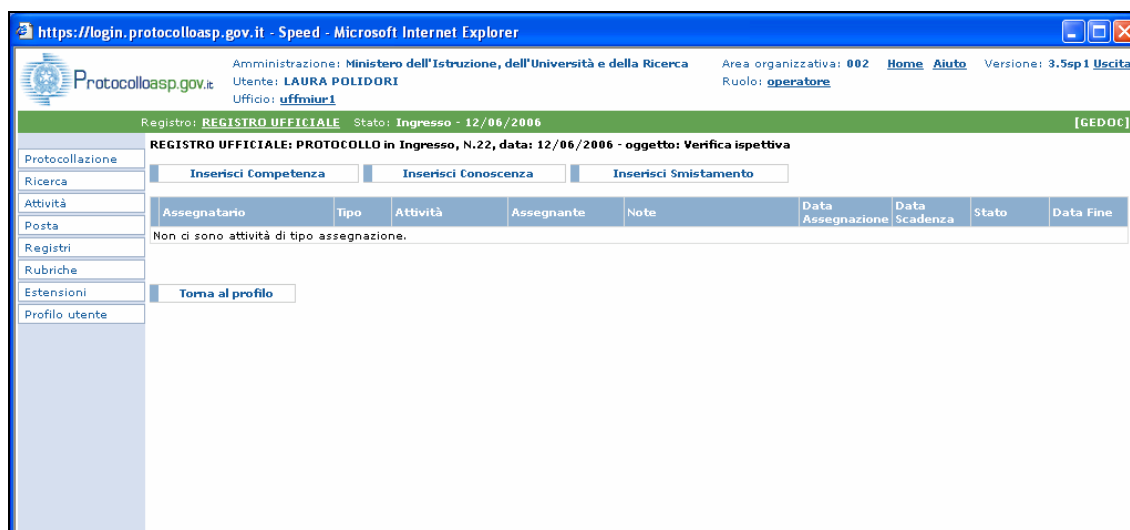 https://login.protocolloasp.gov.it - Speed - Microsoft Internet Explorer
Protocolloasp.gov.it
Amministrazione: Ministero dell'Istruzione, dell'Università e della Ricerca
Area organizzativa: 002 Home Aiuto Versione: 3.5sp1 Uscita
Utente: LAURA POLIDORI
Ruolo: operatore
Ufficio: uffmiur1
Registro: REGISTRO UFFICIALE Stato: Ingresso - 12/06/2006 [GEDOC]
REGISTRO UFFICIALE: PROTOCOLLO in Ingresso, N.22, data: 12/06/2006 - oggetto: Verifica ispettiva
Protocollazione
Ricerca
Attività
Posta
Registri
Rubriche
Estensioni
Profilo utente
Inserisci Competenza Inserisci Conoscenza Inserisci Smistamento
Assegnatario Tipo Attività Assegnante Note Data Assegnazione Data Scadenza Stato Data Fine
Non ci sono attività di tipo assegnazione.
Torna al profilo